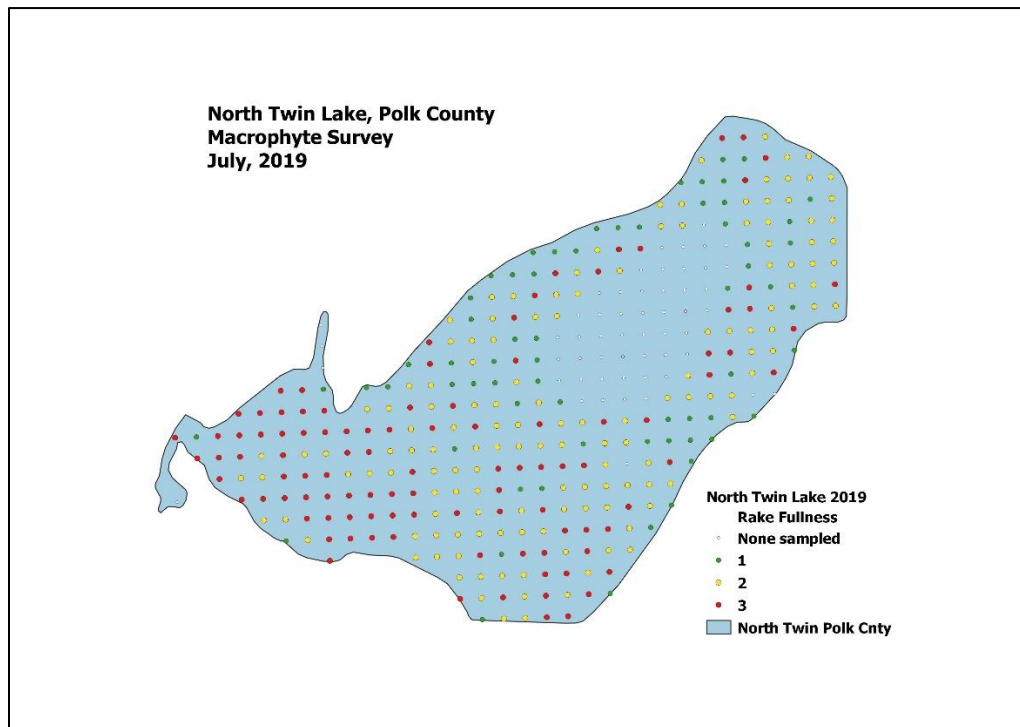 North Twin Lake, Polk County
Macrophyte Survey
July, 2019
North Twin Lake 2019
Rake Fullness
None sampled
1
2
3
North Twin Polk Cnty